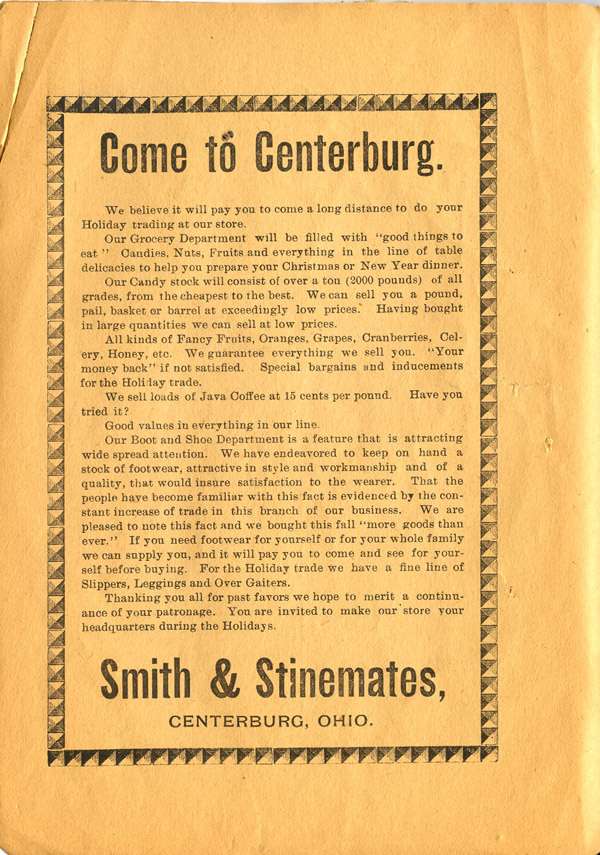 Come to Centerburg.
We believe it will pay you to come a long distance to do your
Holiday trading at our store.
Our Grocery Department will be filled with "good things to
eat" Candies, Nuts, Fruits and everything in the line of table
delicacies to help you prepare your Christmas or New Year dinner.
Our Candy stock will consist of over a ton (2000 pounds) of all
grades, from the cheapest to the best. We can sell you a pound,
pail, basket or barrel at exceedingly low prices. Having bought
in large quantities we can sell at low prices.
All kinds of Fancy Fruits, Oranges, Grapes, Cranberries, Cel-
ery, Honey, etc. We guarantee everything we sell you. "Your
money back" if not satisfied. Special bargains and inducements
for the Holiday trade.
We sell loads of Java Coffee at 15 cents per pound. Have you
tried it?
Good values in everything in our line.
Our Boot and Shoe Department is a feature that is attracting
wide spread attention. We have endeavored to keep on hand a
stock of footwear, attractive in style and workmanship and of a
quality, that would insure satisfaction to the wearer. That the
people have become familiar with this fact is evidenced by the con-
stant increase of trade in this branch of our business. We are
pleased to note this fact and we bought this fall "more goods than
ever." If you need footwear for yourself or for your whole family
we can supply you, and it will pay you to come and see for your-
self before buying. For the Holiday trade we have a fine line of
Slippers, Leggings and Over Gaiters.
Thanking you all for past favors we hope to merit a continu-
ance of your patronage. You are invited to make our store your
headquarters during the Holidays.
Smith & Stinemates,
CENTERBURG, OHIO.